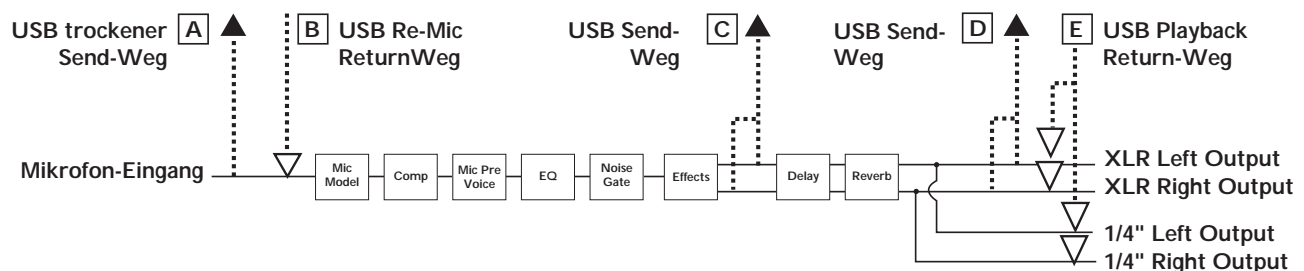 USB trockener
Send-Weg
A
B
USB Re-Mic
ReturnWeg
USB Send-
Weg
C
USB Send-
Weg
D
E
USB Playback
Return-Weg
Mikrofon-Eingang
Mic
Model
Comp
Mic Pre
Voice
EQ
Noise
Gate
Effects
Delay
Reverb
XLR Left Output
XLR Right Output
1/4" Left Output
1/4" Right Output